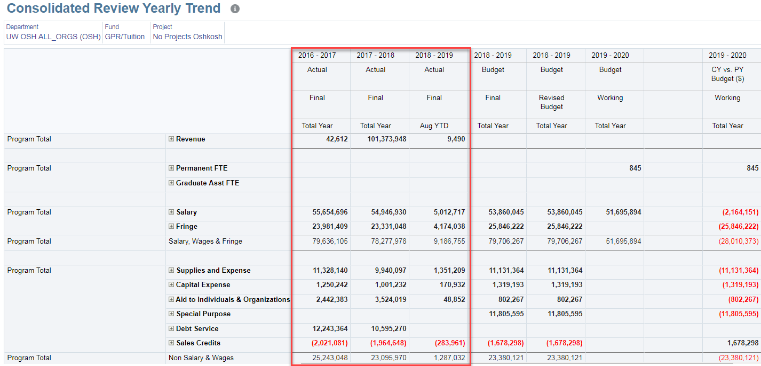 Consolidated Review Yearly Trend
Department Fund Project
UW OSH.ALL_ORGS (OSH) GPR/Tuition No Projects Oshkosh
2016 - 2017 2017 - 2018 2018 - 2019 2018 - 2019 2018 - 2019 2019 - 2020 2019 - 2020
Actual Actual Actual Budget Budget Budget CY vs. PY
Budget ($)
Final Final Final Final Revised Working Working
Budget
Total Year Total Year Aug YTD Total Year Total Year Total Year Total Year
Program Total Revenue 42,612 101,373,948 9,490
Program Total Permanent FTE 845 845
Graduate Asst FTE
Program Total Salary 55,654,696 54,946,930 5,012,717 53,860,045 53,860,045 51,695,894 (2,164,151)
Program Total Fringe 23,981,409 23,331,048 4,174,038 25,846,222 25,846,222 (25,846,222)
Program Total Salary, Wages & Fringe 79,636,105 78,277,978 9,186,755 79,706,267 79,706,267 51,695,894 (28,010,373)
Program Total Supplies and Expense 11,328,140 9,940,097 1,351,209 11,131,364 11,131,364 (11,131,364)
Capital Expense 1,250,242 1,001,232 170,932 1,319,193 1,319,193 (1,319,193)
Aid to Individuals & Organizations 2,442,383 3,524,019 48,852 802,267 802,267 (802,267)
Special Purpose 11,805,595 11,805,595 (11,805,595)
Debt Service 12,243,364 10,595,270
Sales Credits (2,021,081) (1,964,648) (283,961) (1,678,298) (1,678,298) 1,678,298
Program Total Non Salary & Wages 25,243,048 23,095,970 1,287,032 23,380,121 23,380,121 (23,380,121)